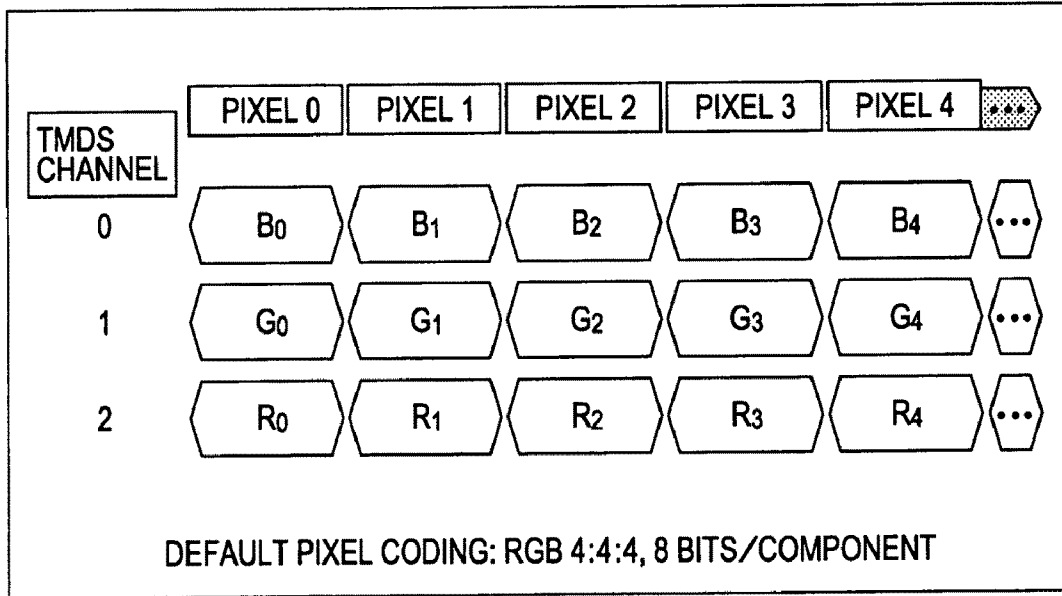 PIXEL 0 PIXEL 1 PIXEL 2 PIXEL 3 PIXEL 4 •••
TMDS
CHANNEL
0 B0 B1 B2 B3 B4 •••
1 G0 G1 G2 G3 G4 •••
2 R0 R1 R2 R3 R4 •••
DEFAULT PIXEL CODING: RGB 4:4:4, 8 BITS/COMPONENT